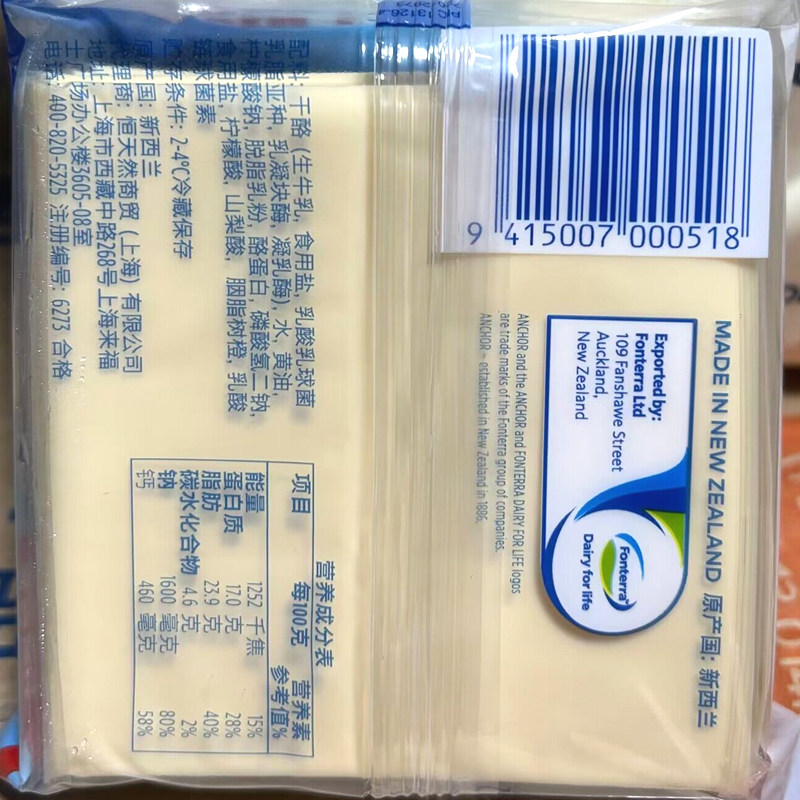 9 415007 000518
MADE IN NEW ZEALAND 原产国: 新西兰
Exported by:
Fonterra Ltd
109 Fanshawe Street
Auckland,
New Zealand
Fonterra
Dairy for life
ANCHOR and the ANCHOR and FONTERRA DAIRY FOR LIFE logos
are trade marks of the Fonterra group of companies.
ANCHOR - established in New Zealand in 1886.
配料: 干酪 (生牛乳, 食用盐, 乳酸乳球菌
乳脂亚种, 乳凝块酶, 凝乳酶), 水, 黄油,
柠檬酸钠, 脱脂乳粉, 酪蛋白, 磷酸氢二钠,
食用盐, 柠檬酸, 山梨酸, 胭脂树橙, 乳酸
链球菌素
贮存条件: 2-4℃冷藏保存
原产国: 新西兰
代理商: 恒天然商贸 (上海) 有限公司
地址: 上海市西藏中路268号上海来福
士广场办公楼3605-08室
电话: 400-820-5325 注册编号: 6273 合格
营养成分表
项目 每100克 营养素参考值%
能量 1252 千焦 15%
蛋白质 17.0 克 28%
脂肪 23.9 克 40%
碳水化合物 4.6 克 2%
钠 1600 毫克 80%
钙 460 毫克 58%